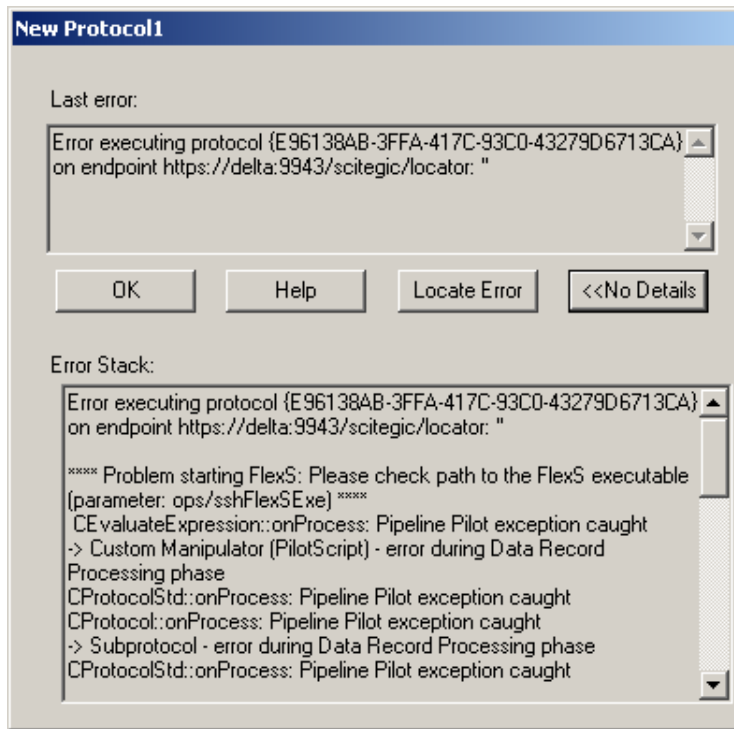 New Protocol1
Last error:
Error executing protocol {E96138AB-3FFA-417C-93C0-43279D6713CA}
on endpoint https://delta:9943/scitegic/locator: "
OK
Help
Locate Error
<<No Details
Error Stack:
Error executing protocol {E96138AB-3FFA-417C-93C0-43279D6713CA}
on endpoint https://delta:9943/scitegic/locator: "
**** Problem starting FlexS: Please check path to the FlexS executable
(parameter: ops/sshFlexSExe) ****
CEvaluateExpression::onProcess: Pipeline Pilot exception caught
-> Custom Manipulator (PilotScript) - error during Data Record
Processing phase
CProtocolStd::onProcess: Pipeline Pilot exception caught
CProtocol::onProcess: Pipeline Pilot exception caught
-> Subprotocol - error during Data Record Processing phase
CProtocolStd::onProcess: Pipeline Pilot exception caught